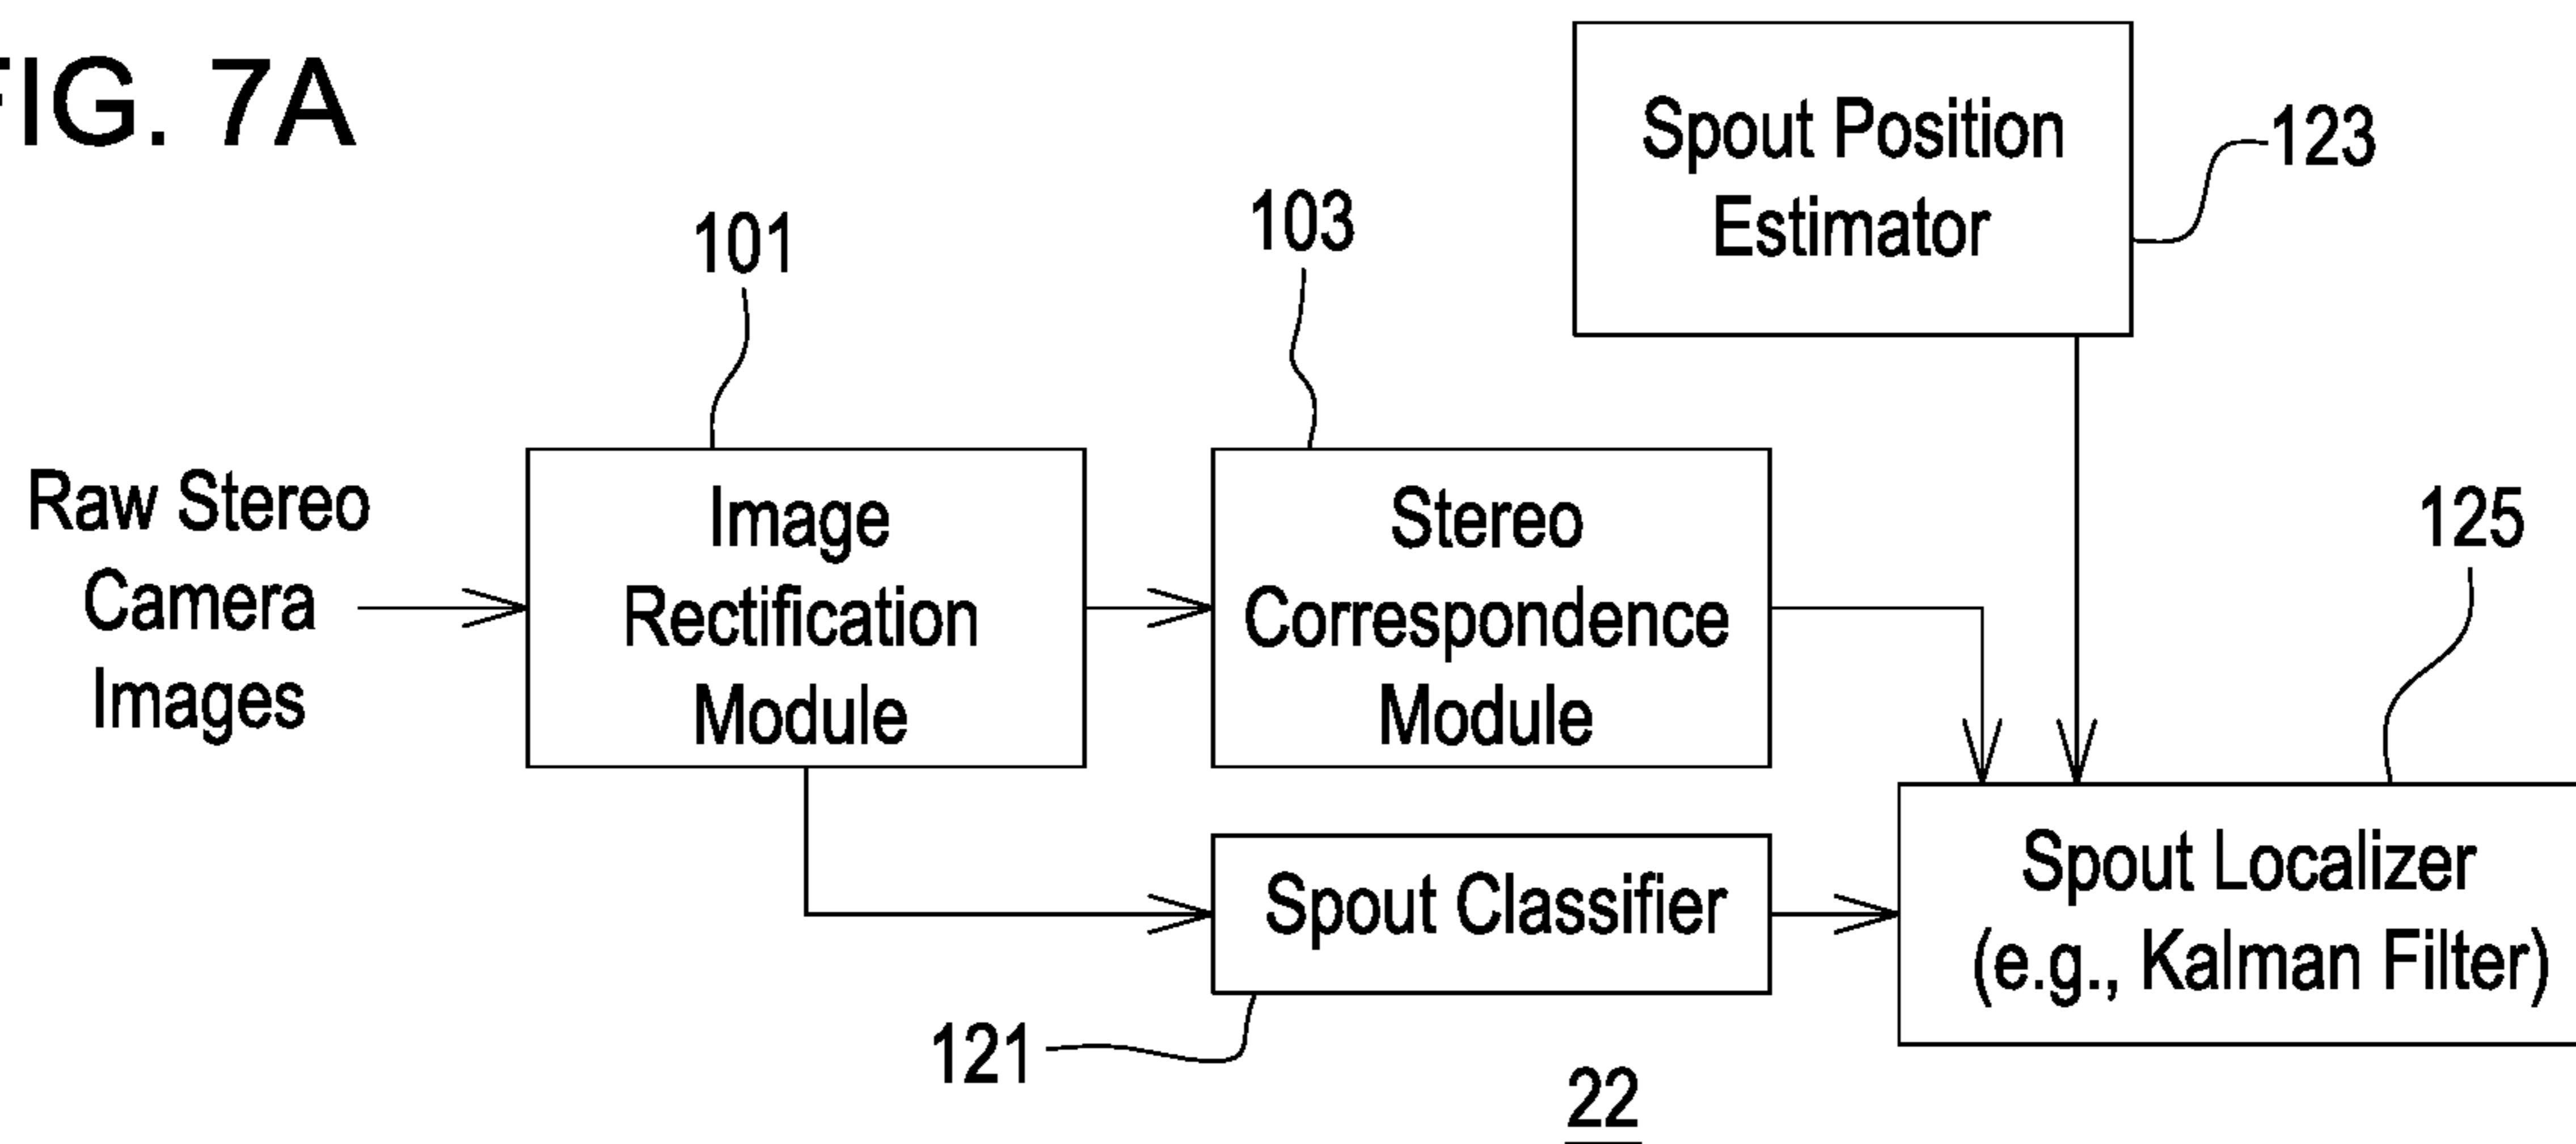 FIG. 7A
Spout Position
Estimator
123
101
103
Raw Stereo
Camera
Images
Image
Rectification
Module
Stereo
Correspondence
Module
125
Spout Classifier
Spout Localizer
(e.g., Kalman Filter)
121
22